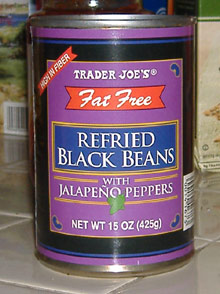 HIGH IN FIBER
TRADER JOE'S®
Fat Free
REFRIED
BLACK BEANS
WITH
JALAPEÑO PEPPERS
NET WT 15 OZ (425g)